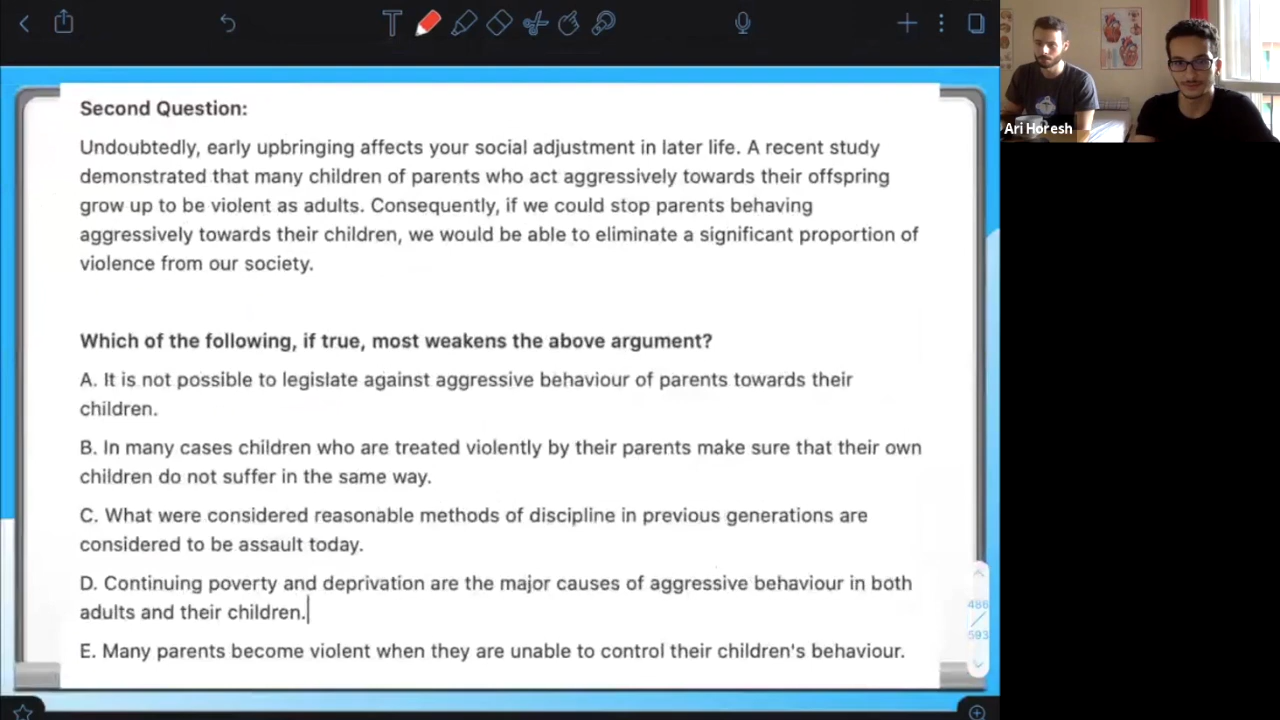 Second Question:
Undoubtedly, early upbringing affects your social adjustment in later life. A recent study
demonstrated that many children of parents who act aggressively towards their offspring
grow up to be violent as adults. Consequently, if we could stop parents behaving
aggressively towards their children, we would be able to eliminate a significant proportion of
violence from our society.
Which of the following, if true, most weakens the above argument?
A. It is not possible to legislate against aggressive behaviour of parents towards their
children.
B. In many cases children who are treated violently by their parents make sure that their own
children do not suffer in the same way.
C. What were considered reasonable methods of discipline in previous generations are
considered to be assault today.
D. Continuing poverty and deprivation are the major causes of aggressive behaviour in both
adults and their children.
E. Many parents become violent when they are unable to control their children's behaviour.
486
/
593
Ari Horesh